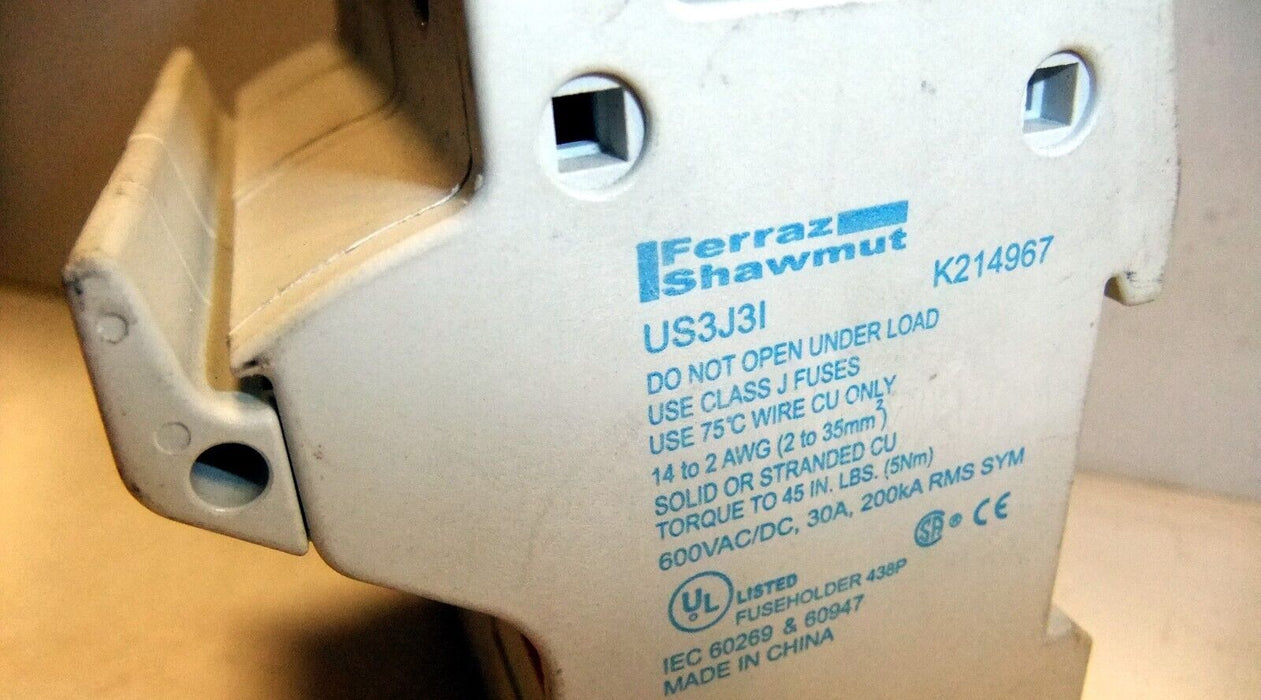 Ferraz
Shawmut
K214967
US3J3I
DO NOT OPEN UNDER LOAD
USE CLASS J FUSES
USE 75°C WIRE CU ONLY
14 to 2 AWG (2 to 35mm²)
SOLID OR STRANDED CU
TORQUE TO 45 IN. LBS. (5Nm)
600VAC/DC, 30A, 200kA RMS SYM
UL LISTED SA ® CE
FUSEHOLDER 438P
IEC 60269 & 60947
MADE IN CHINA